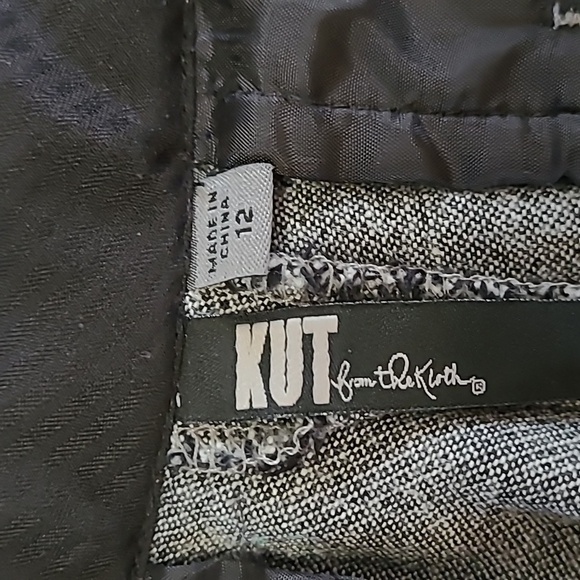 MADE IN
CHINA
12
KUT from the Kloth ®